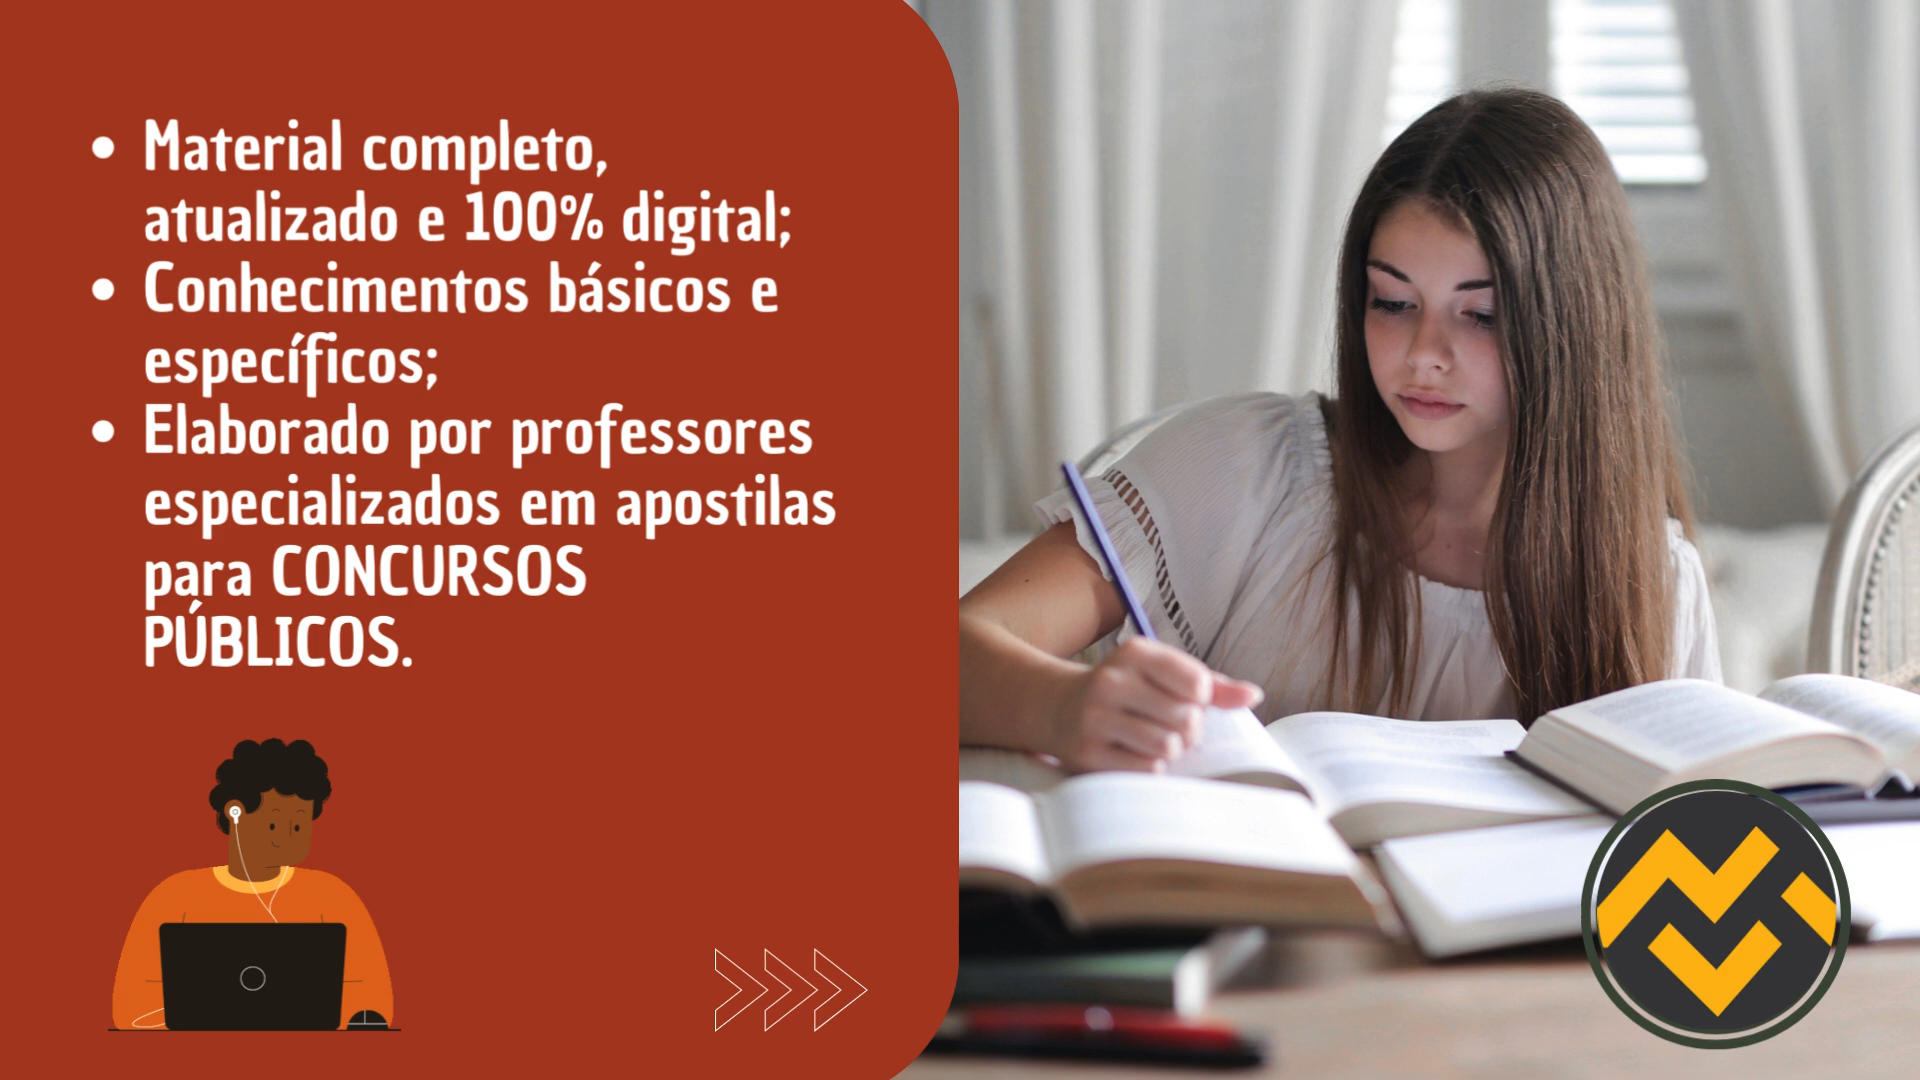 • Material completo,
atualizado e 100% digital;
• Conhecimentos básicos e
específicos;
• Elaborado por professores
especializados em apostilas
para CONCURSOS
PÚBLICOS.